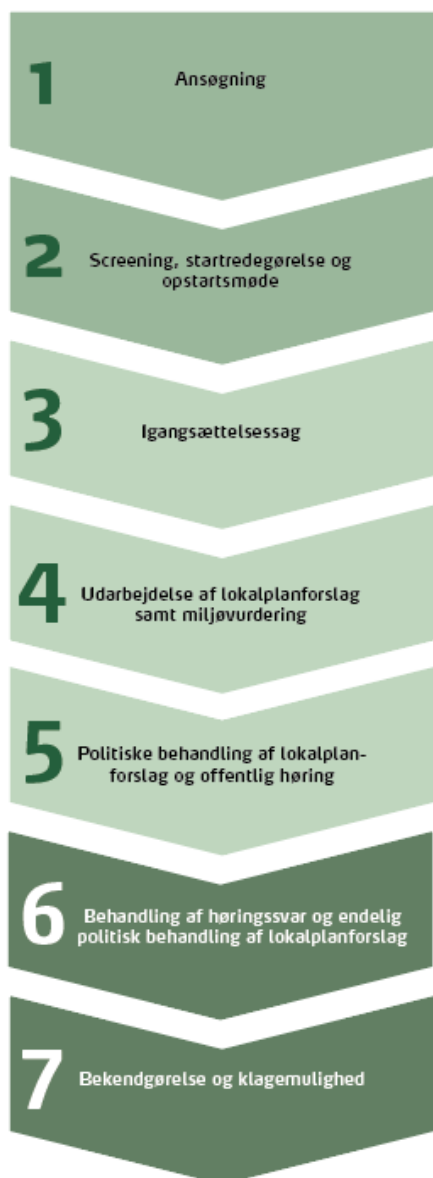 1
Ansøgning
2
Screening, startredegørelse og
opstartsmøde
3
Igangsættelsessag
4
Udarbejdelse af lokalplanforslag
samt miljøvurdering
5
Politiske behandling af lokalplan-
forslag og offentlig høring
6
Behandling af høringssvar og endelig
politisk behandling af lokalplanforslag
7
Bekendgørelse og klagemulighed